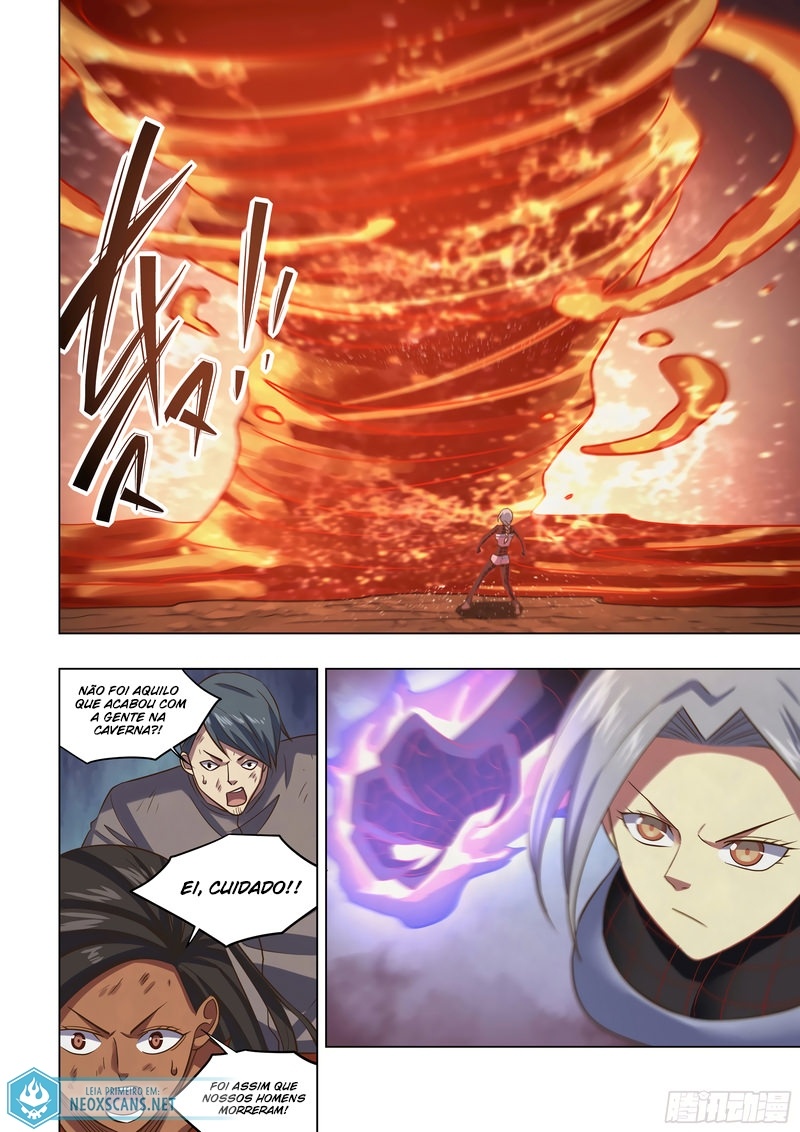 XXAAA!!
NÃO FOI AQUILO
QUE ACABOU COM
A GENTE NA
CAVERNA?!
EI, CUIDADO!!
FOI ASSIM QUE
NOSSOS HOMENS
MORRERAM!
LEIA PRIMEIRO EM:
NEOXSCANS.NET
腾讯动漫